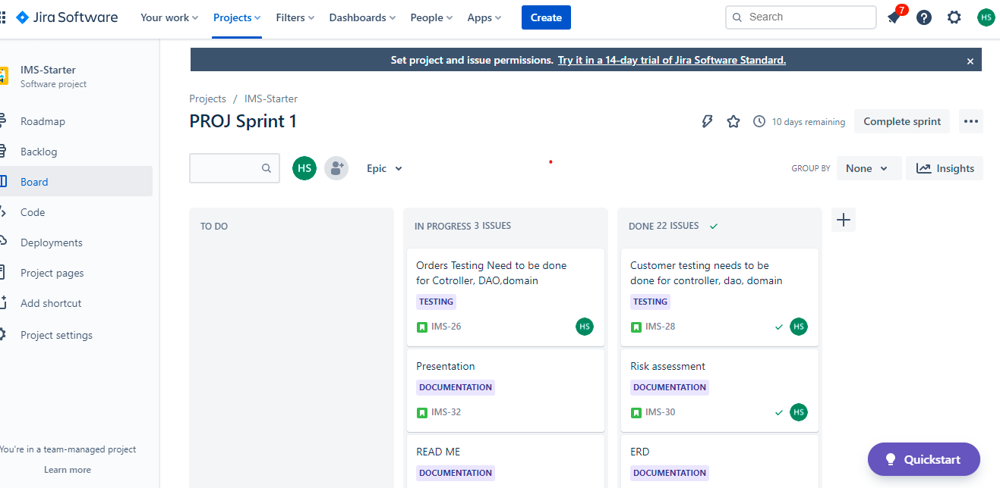 Jira Software
Your work
Projects
Filters
Dashboards
People
Apps
Create
Search
7
HS
Set project and issue permissions. Try it in a 14-day trial of Jira Software Standard.
IMS-Starter
Software project
Roadmap
Backlog
Board
Code
Deployments
Project pages
Add shortcut
Project settings
You're in a team-managed project
Learn more
Projects / IMS-Starter
PROJ Sprint 1
10 days remaining
Complete sprint
HS
Epic
GROUP BY
None
Insights
TO DO
IN PROGRESS 3 ISSUES
Orders Testing Need to be done
for Cotroller, DAO,domain
TESTING
IMS-26
HS
Presentation
DOCUMENTATION
IMS-32
READ ME
DOCUMENTATION
DONE 22 ISSUES
Customer testing needs to be
done for controller, dao, domain
TESTING
IMS-28
HS
Risk assessment
DOCUMENTATION
IMS-30
HS
ERD
DOCUMENTATION
Quickstart